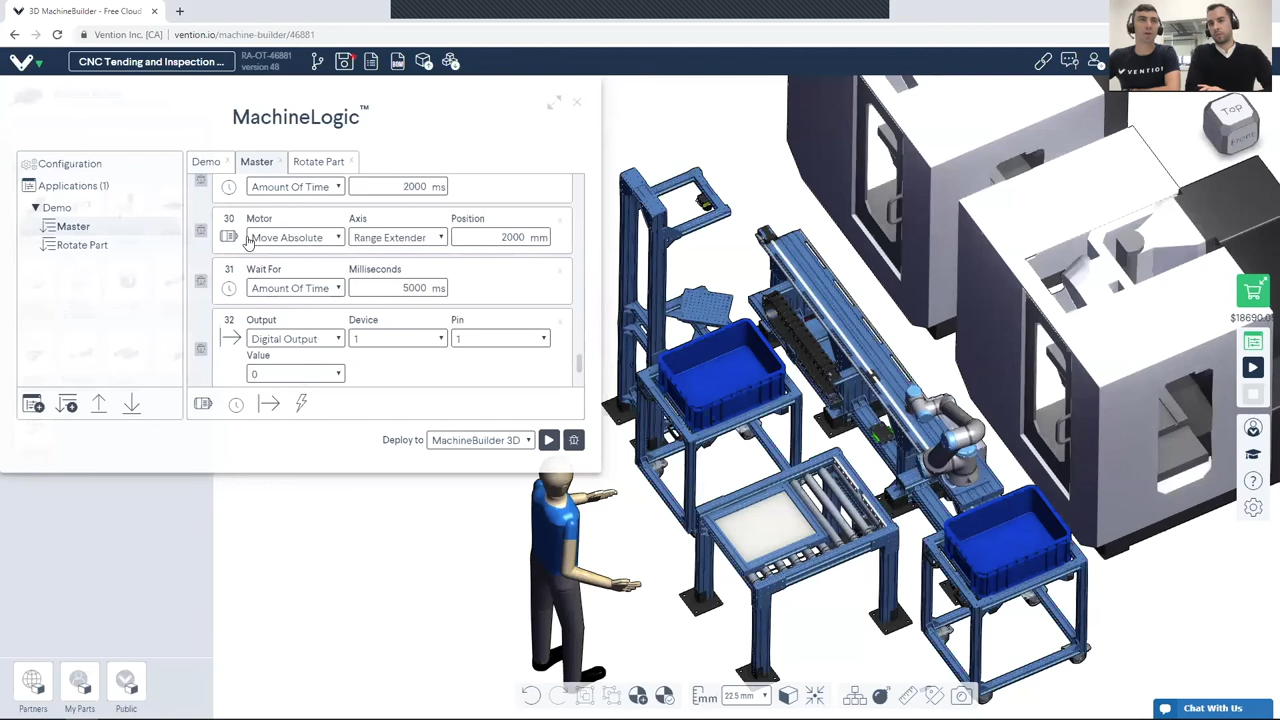 3D MachineBuilder - Free Cloud
Vention Inc. [CA] | vention.io/machine-builder/46881
CNC Tending and Inspection ...
RA-OT-46881
version 48
VENTION
MachineLogic™
Configuration
Applications (1)
Demo
Master
Rotate Part
Demo
Master
Rotate Part
Amount Of Time
2000 ms
30
Motor
Axis
Position
Move Absolute
Range Extender
2000 mm
31
Wait For
Milliseconds
Amount Of Time
5000 ms
32
Output
Device
Pin
Digital Output
1
1
Value
0
Deploy to
MachineBuilder 3D
Top
Front
$18690.0
Partners
My Parts
Public
mm
22.5 mm
Chat With Us